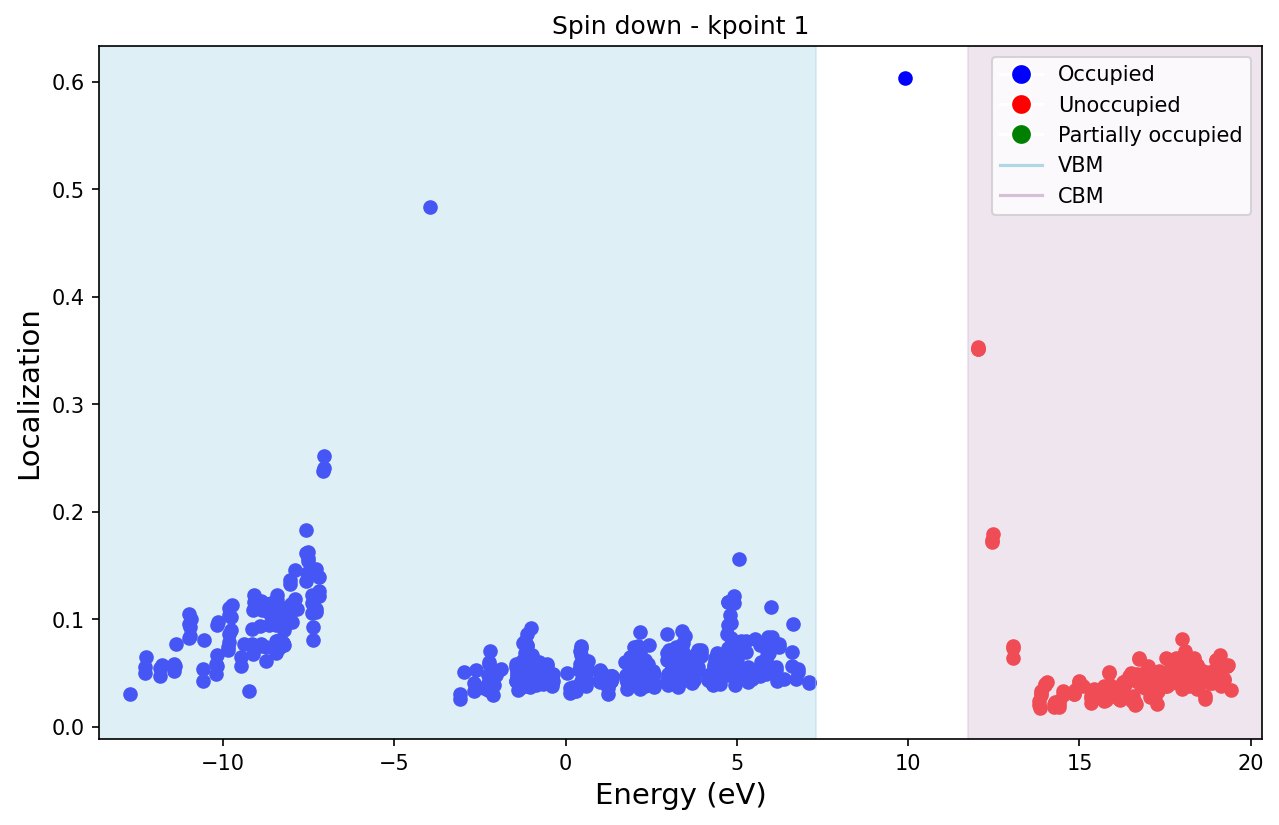 Spin down - kpoint 1
Occupied
Unoccupied
Partially occupied
VBM
CBM
Localization
0.6
0.5
0.4
0.3
0.2
0.1
0.0
−10
−5
0
5
10
15
20
Energy (eV)